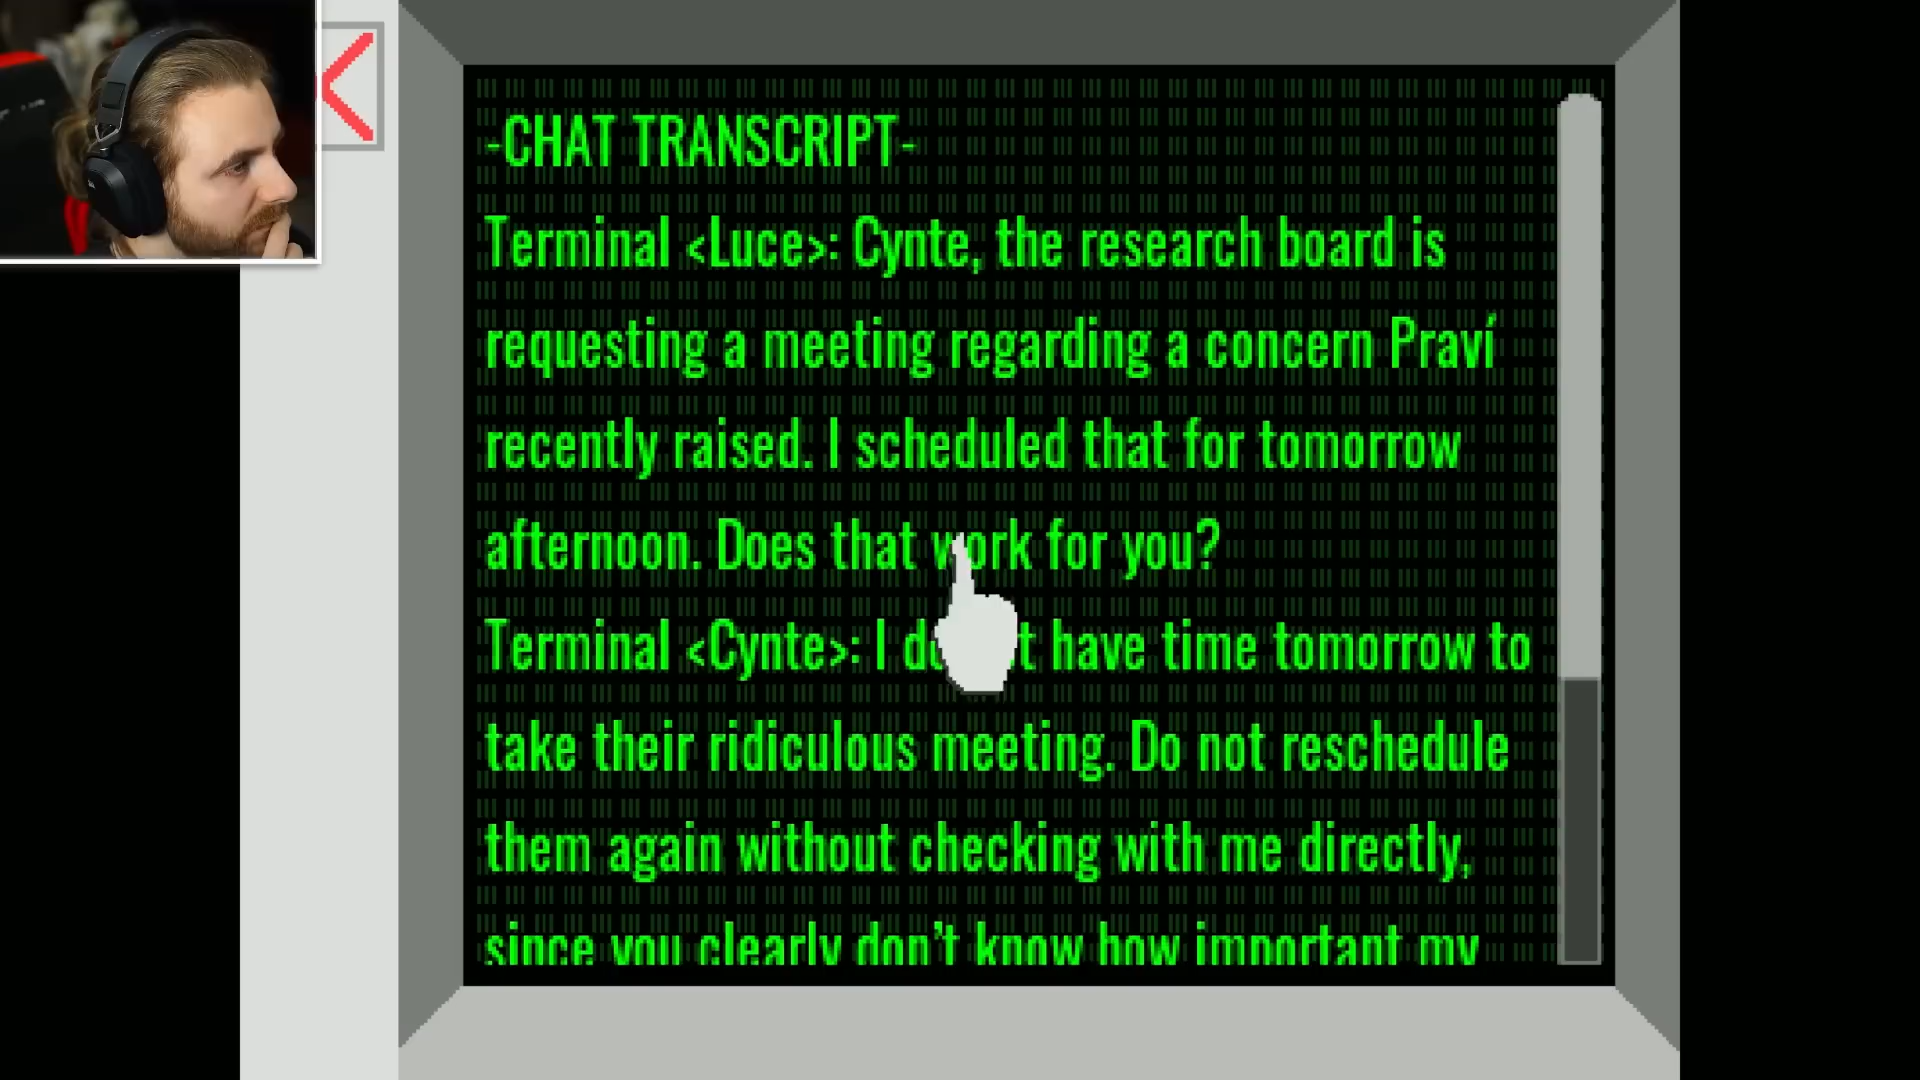 -CHAT TRANSCRIPT-
Terminal <Luce>: Cynte, the research board is
requesting a meeting regarding a concern Praví
recently raised. I scheduled that for tomorrow
afternoon. Does that work for you?
Terminal <Cynte>: I have time tomorrow to
take their ridiculous meeting. Do not reschedule
them again without checking with me directly,
since you clearly don't know how important my